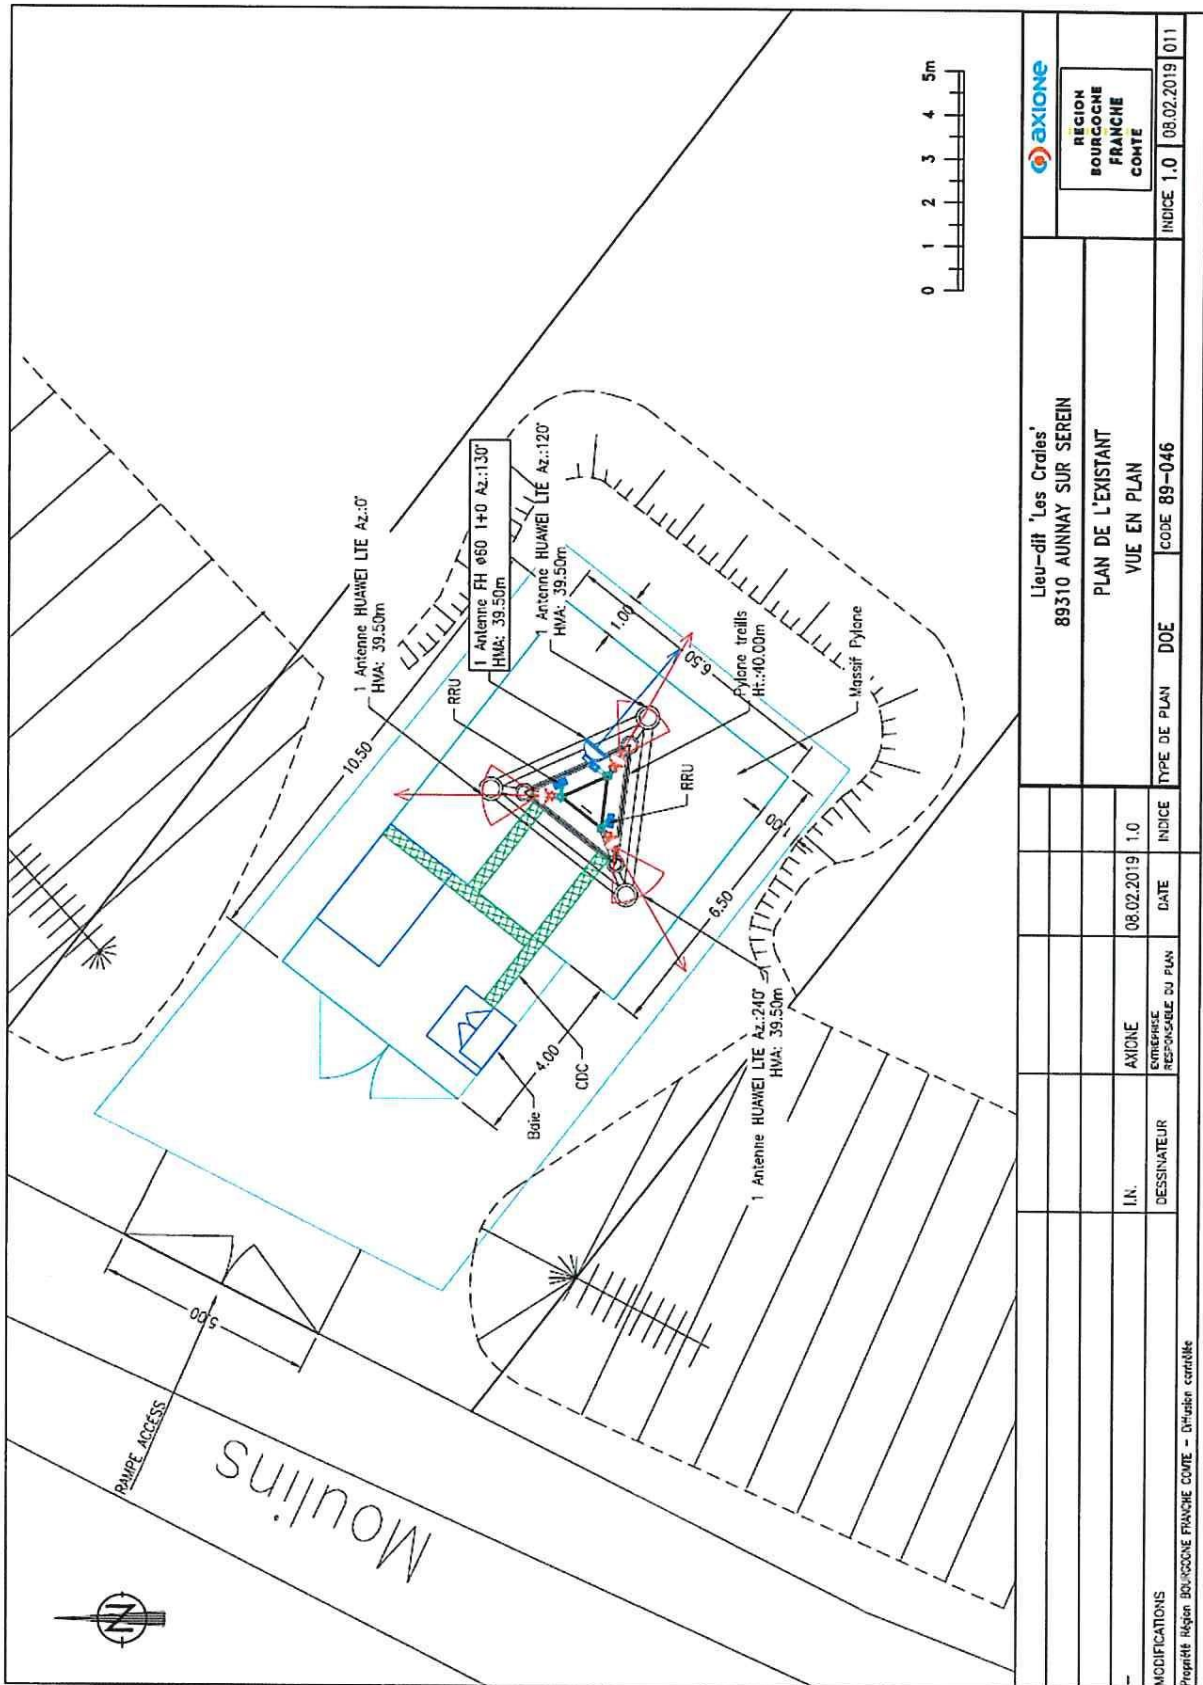 N
RAMPE ACCÉSS
Moulins
5.00
10.50
1 Antenne HUAWEI LTE Az.:0°
HMA: 39.50m
RRU
1 Antenne FH ø60 1+0 Az.:130°
HMA: 39.50m
1 Antenne HUAWEI LTE Az.:120°
HMA: 39.50m
1.00
6.50
Pylone treills
Ht.:40.00m
Massif Pylone
RRU
1.00
6.50
4.00
Baie
CDC
1 Antenne HUAWEI LTE Az.:240°
HMA: 39.50m
0 1 2 3 4 5m
-
I.N.
AXIONE
08.02.2019
1.0
MODIFICATIONS
DESSINATEUR
ENTREPRISE
RESPONSABLE DU PLAN
DATE
INDICE
Lieu-dit 'Les Craies'
89310 AUNNAY SUR SEREIN
PLAN DE L'EXISTANT
VUE EN PLAN
TYPE DE PLAN DOE
CODE 89-046
axione
REGION
BOURGOGNE
FRANCHE
COMTE
INDICE 1.0 08.02.2019 011
Propriété Région BOURGOGNE FRANCHE COMTE - Diffusion contrôlée